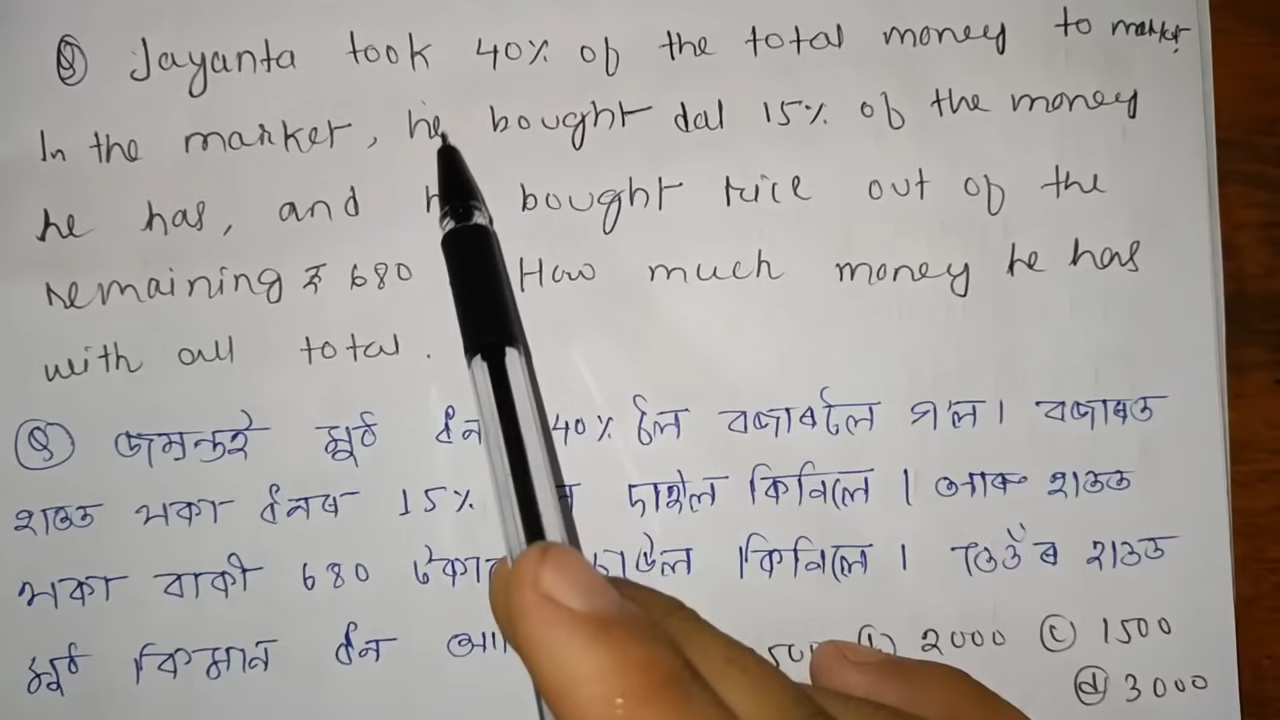 Q Jayanta took 40% of the total money to market
In the market, he bought dal 15% of the money
he has, and bought rice out of the
remaining ₹ 680 How much money he has
with all total.
Q জয়ন্তই মুঠ ধন 40% লৈ বজাৰলৈ গ'ল। বজাৰত
হাতত থকা ধনৰ 15% দাইল কিনিলে। আৰু হাতত
থকা বাকী 680 চাউল কিনিলে। তেওঁৰ হাতত
মুঠ কিমান ধন b 2000 c 1500
d 3000